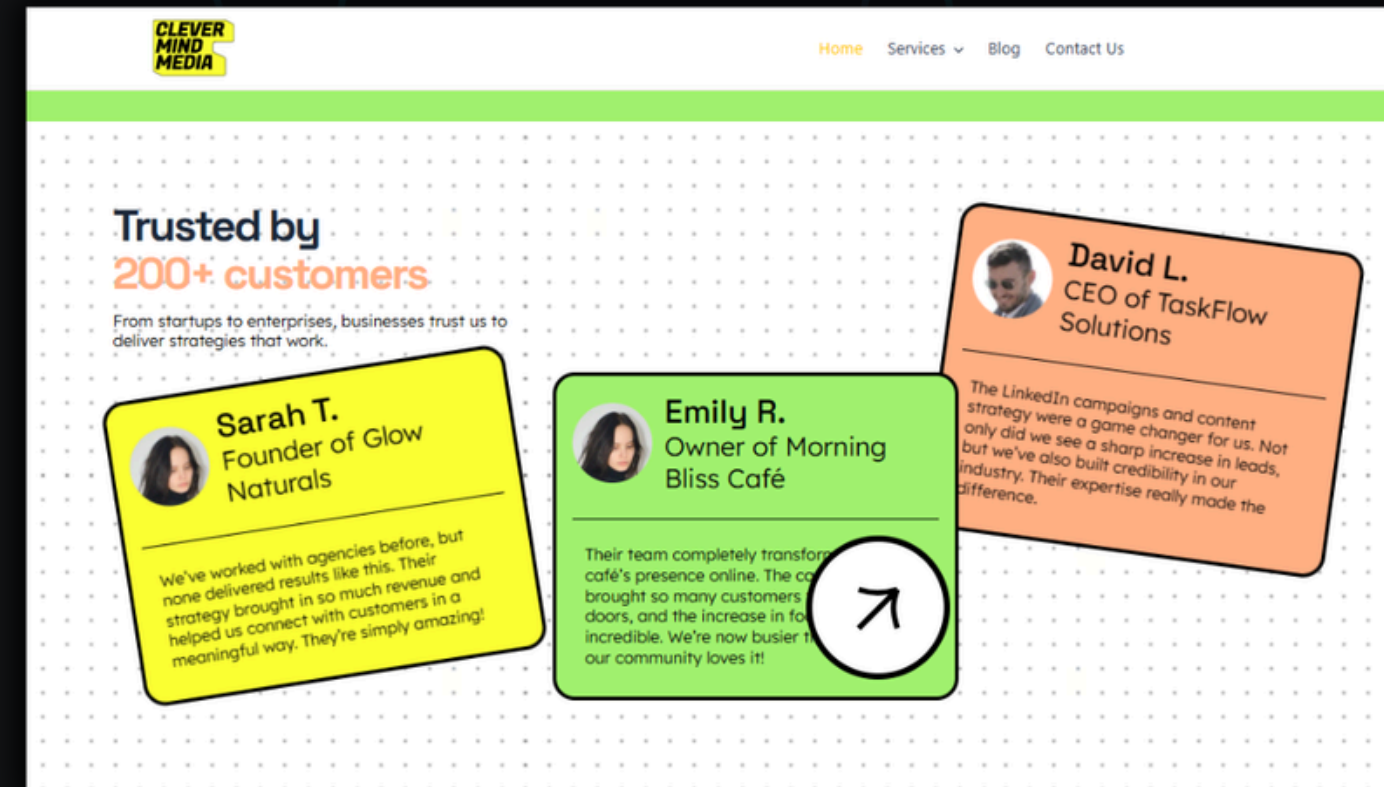 CLEVER
MIND
MEDIA
Home Services Blog Contact Us
Trusted by
200+ customers
From startups to enterprises, businesses trust us to
deliver strategies that work.
Sarah T.
Founder of Glow
Naturals
We've worked with agencies before, but
none delivered results like this. Their
strategy brought in so much revenue and
helped us connect with customers in a
meaningful way. They're simply amazing!
Emily R.
Owner of Morning
Bliss Café
Their team completely
café's presence online. The
brought so many customers
doors, and the increase in
incredible. We're now busier
our community loves it!
David L.
CEO of TaskFlow
Solutions
The LinkedIn campaigns and content
strategy were a game changer for us. Not
only did we see a sharp increase in leads,
but we've also built credibility in our
industry. Their expertise really made the
difference.